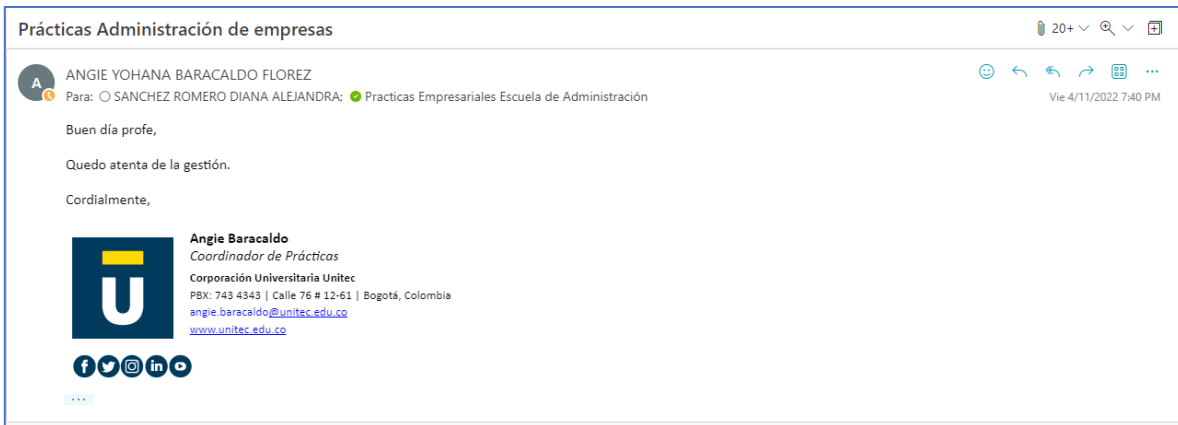 Prácticas Administración de empresas
20+
A
ANGIE YOHANA BARACALDO FLOREZ
Para: SANCHEZ ROMERO DIANA ALEJANDRA; Practicas Empresariales Escuela de Administración
Vie 4/11/2022 7:40 PM
Buen día profe,
Quedo atenta de la gestión.
Cordialmente,
Angie Baracaldo
Coordinador de Prácticas
Corporación Universitaria Unitec
PBX: 743 4343 | Calle 76 # 12-61 | Bogotá, Colombia
angie.baracaldo@unitec.edu.co
www.unitec.edu.co